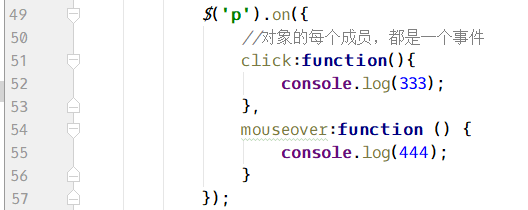 49 $('p').on({
50 //对象的每个成员，都是一个事件
51 click:function(){
52 console.log(333);
53 },
54 mouseover:function () {
55 console.log(444);
56 }
57 });